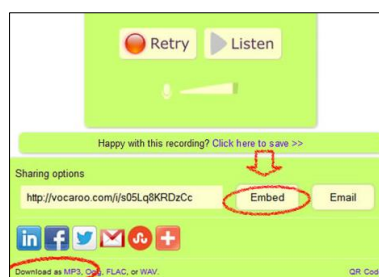 Retry Listen
Happy with this recording? Click here to save >>
Sharing options
http://vocaroo.com/i/s05Lq8KRDzCc Embed Email
Download as MP3, Ogg, FLAC, or WAV. QR Cod